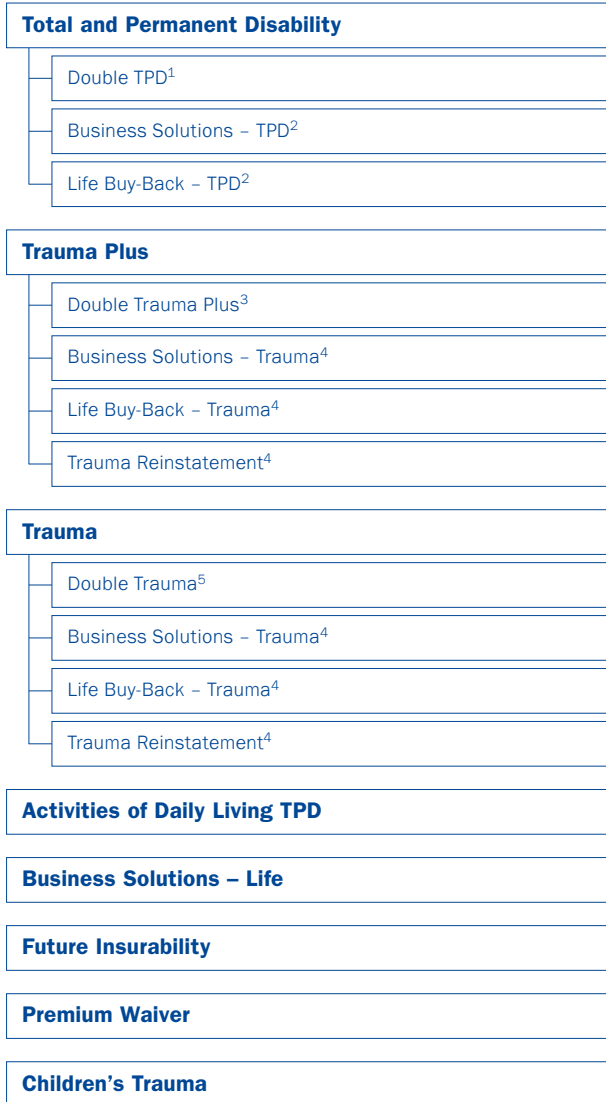 Total and Permanent Disability
Double TPD¹
Business Solutions – TPD²
Life Buy-Back – TPD²
Trauma Plus
Double Trauma Plus³
Business Solutions – Trauma⁴
Life Buy-Back – Trauma⁴
Trauma Reinstatement⁴
Trauma
Double Trauma⁵
Business Solutions – Trauma⁴
Life Buy-Back – Trauma⁴
Trauma Reinstatement⁴
Activities of Daily Living TPD
Business Solutions – Life
Future Insurability
Premium Waiver
Children’s Trauma